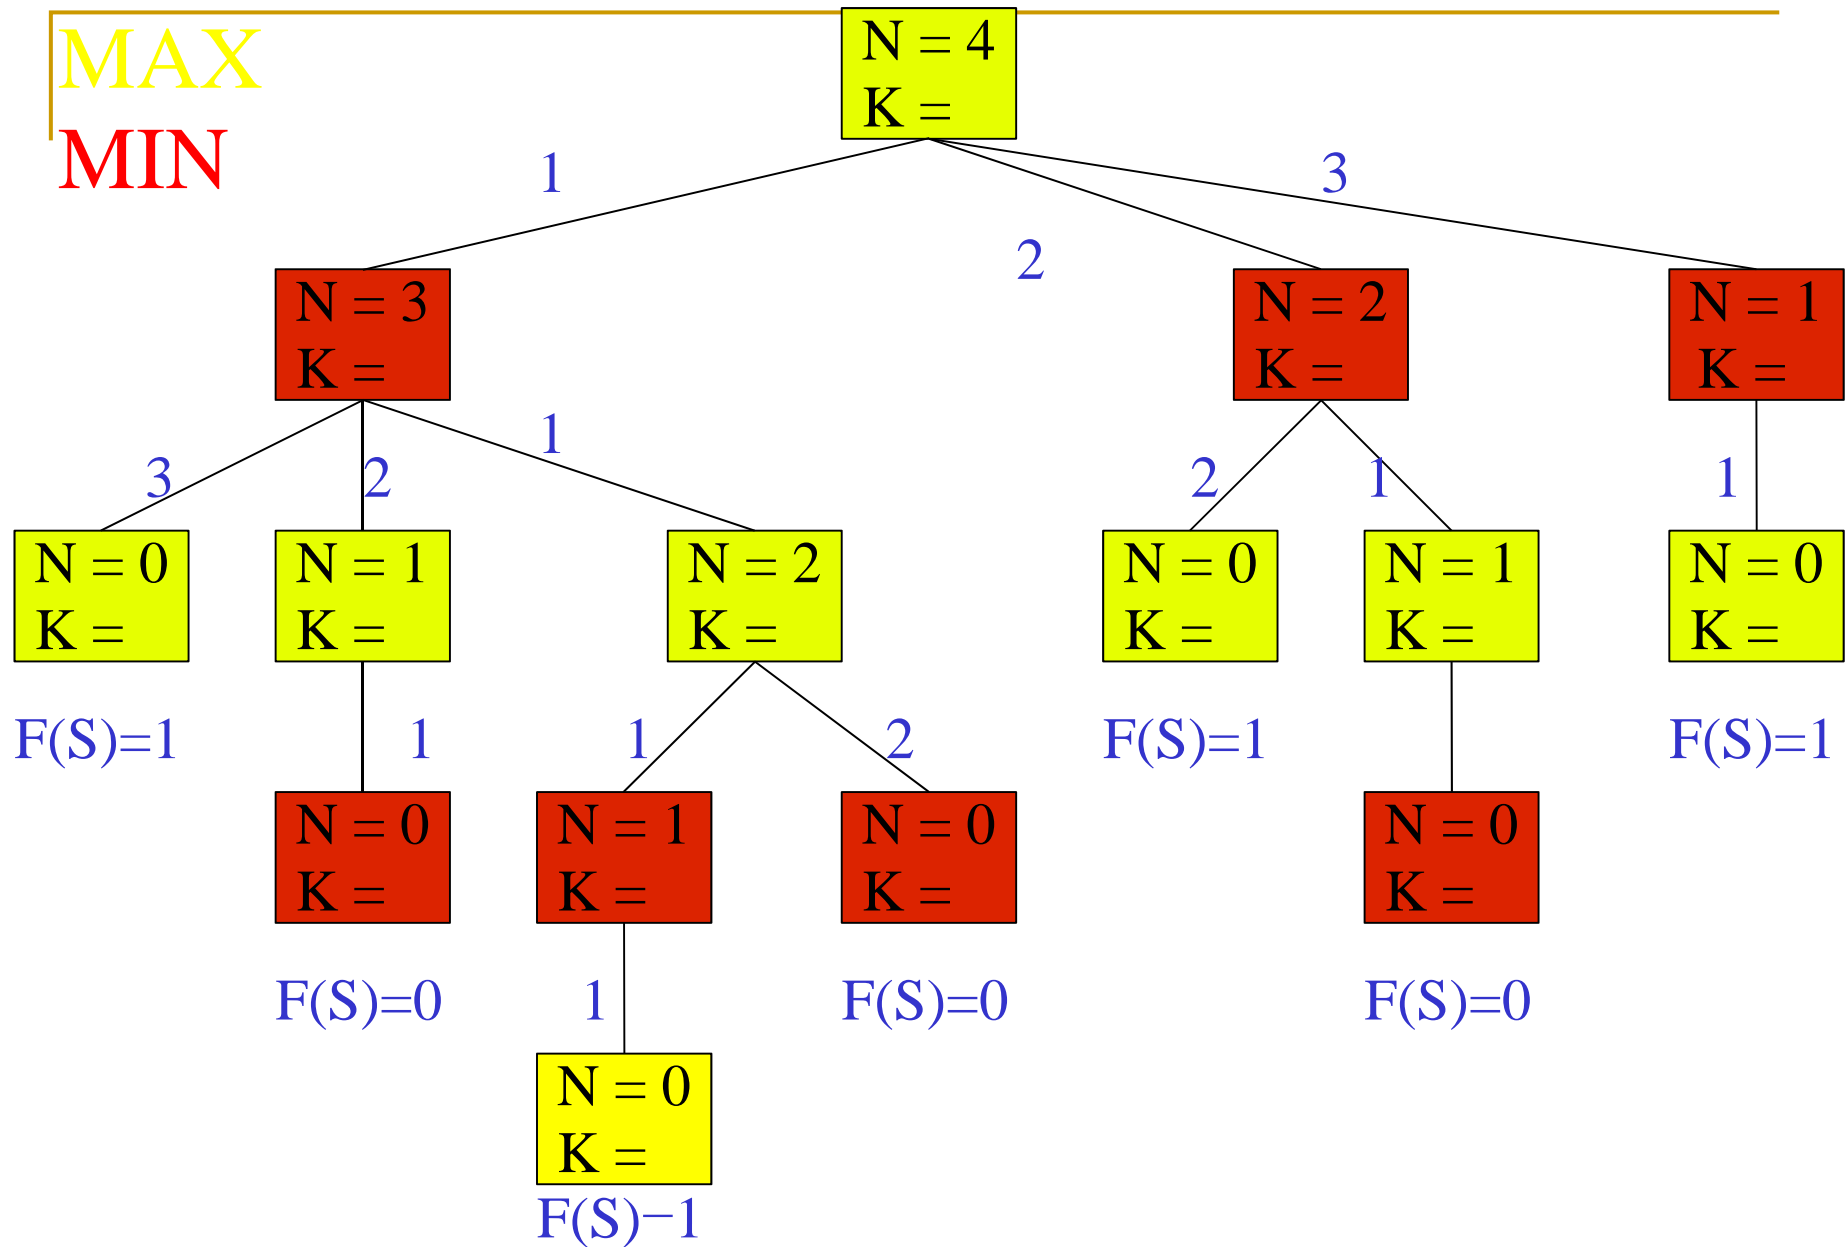 MAX
MIN
N = 4
K =
1
2
3
N = 3
K =
N = 2
K =
N = 1
K =
3
2
1
2
1
1
N = 0
K =
N = 1
K =
N = 2
K =
N = 0
K =
N = 1
K =
N = 0
K =
F(S)=1
1
1
2
F(S)=1
F(S)=1
N = 0
K =
N = 1
K =
N = 0
K =
N = 0
K =
F(S)=0
1
F(S)=0
F(S)=0
N = 0
K =
F(S)−1